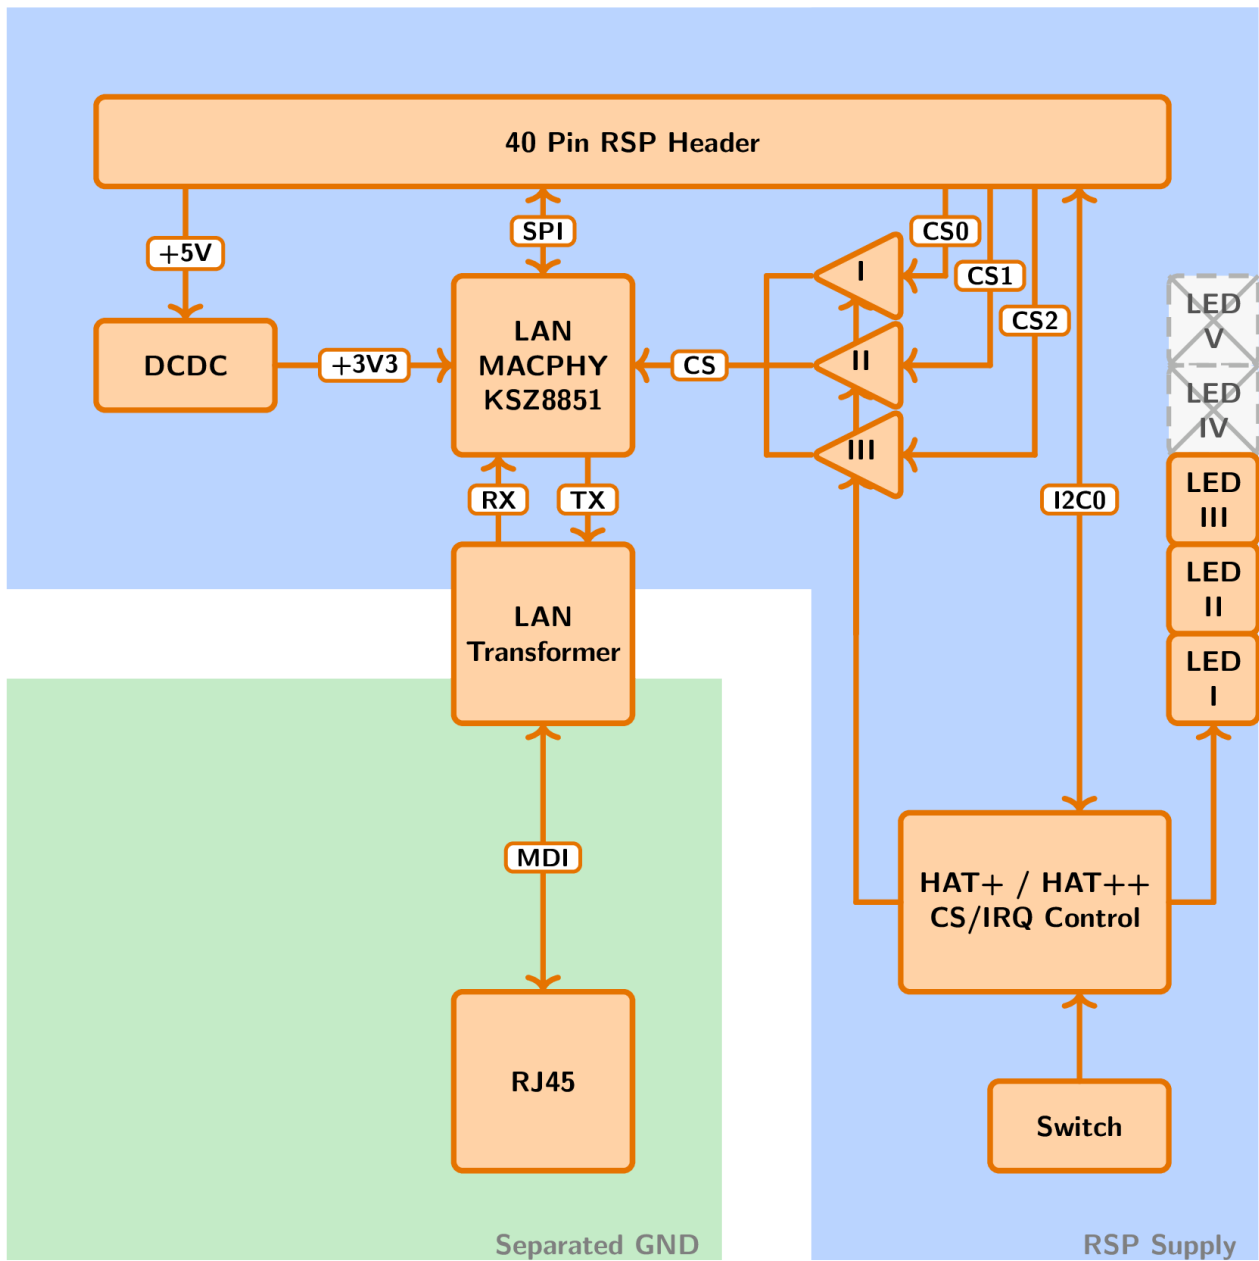 40 Pin RSP Header
SPI
CS0
+5V
I
CS1
LED
V
CS2
LAN
MACPHY
KSZ8851
DCDC
+3V3
CS
II
LED
IV
III
LED
III
RX
TX
I2C0
LED
II
LAN
Transformer
LED
I
MDI
HAT+ / HAT++
CS/IRQ Control
RJ45
Switch
Separated GND
RSP Supply